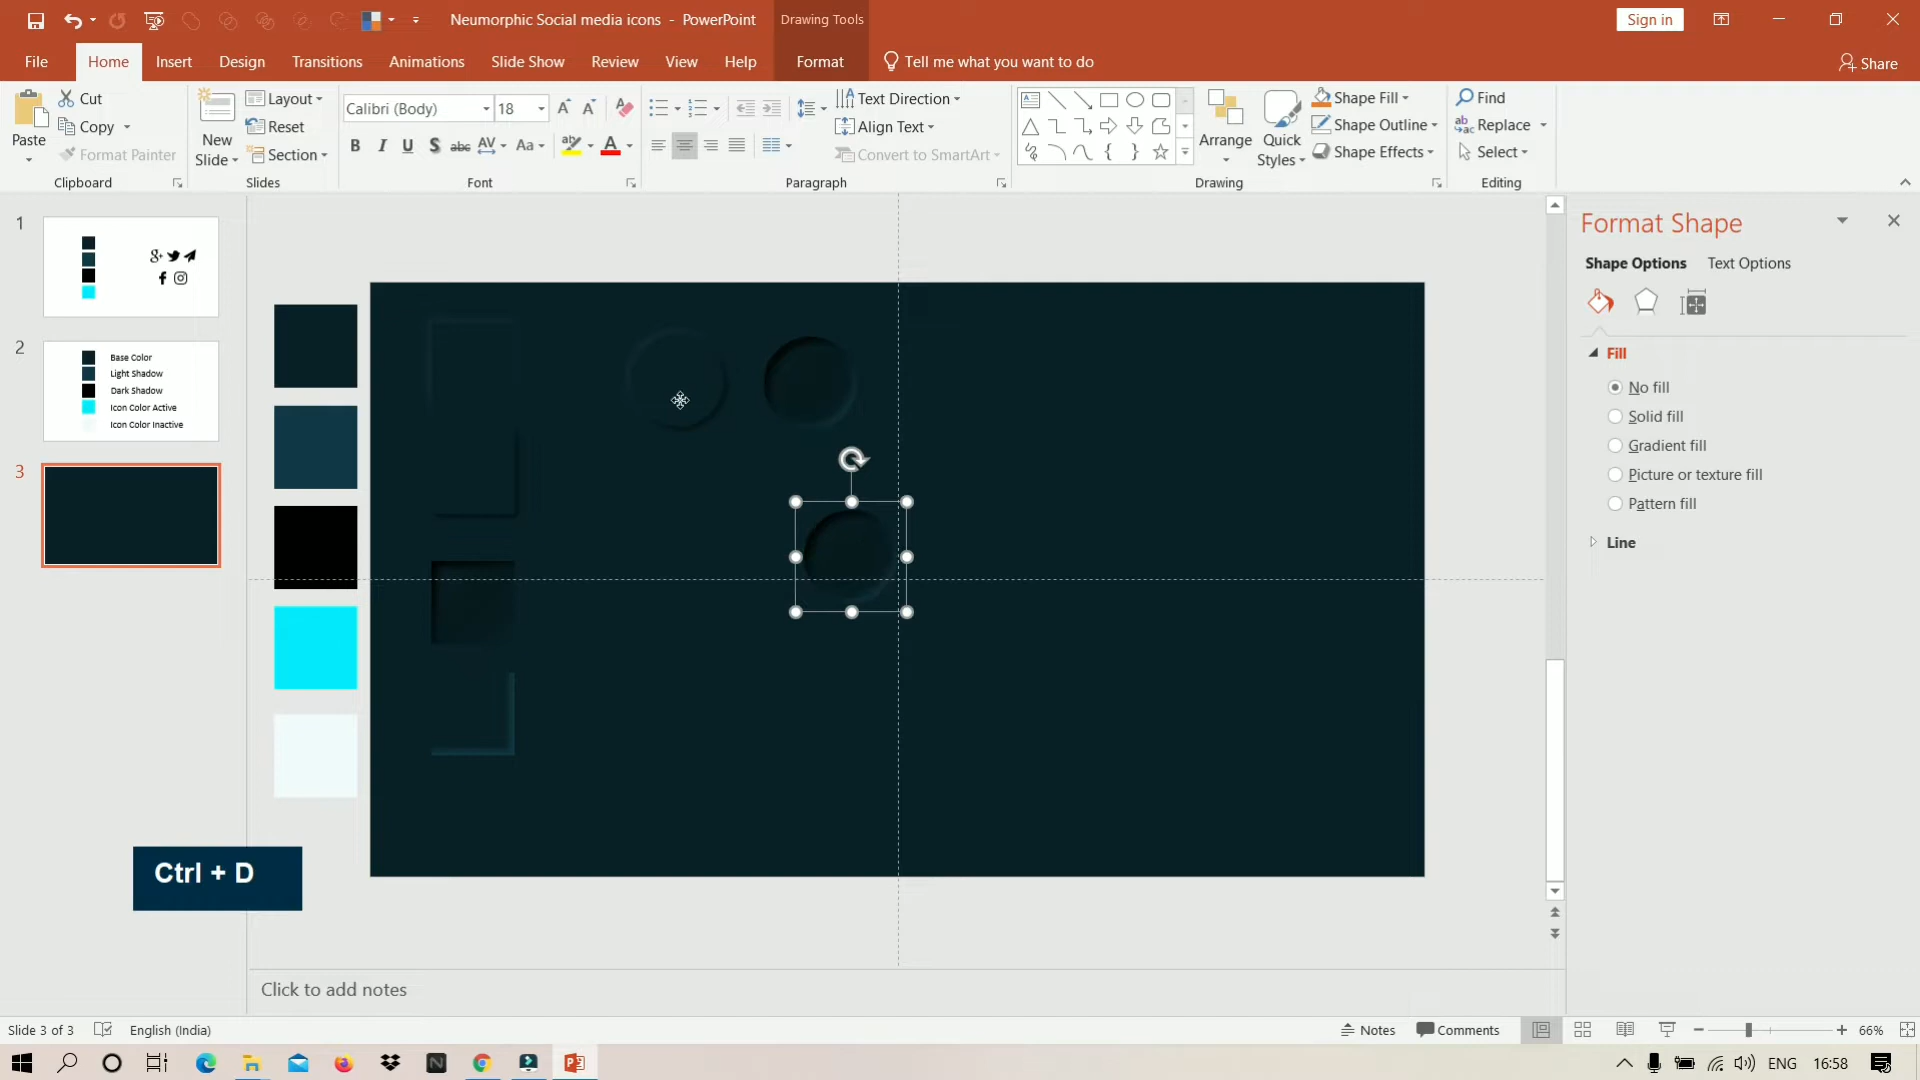 Neumorphic Social media icons - PowerPoint
Drawing Tools
Sign in
File
Home
Insert
Design
Transitions
Animations
Slide Show
Review
View
Help
Format
Tell me what you want to do
Share
Paste
Cut
Copy
Format Painter
Clipboard
New
Slide
Layout
Reset
Section
Slides
Calibri (Body)
18
B I U S abc AV Aa A
Font
Text Direction
Align Text
Convert to SmartArt
Paragraph
Arrange
Quick
Styles
Shape Fill
Shape Outline
Shape Effects
Drawing
Find
Replace
Select
Editing
1
2
Base Color
Light Shadow
Dark Shadow
Icon Color Active
Icon Color Inactive
3
Format Shape
Shape Options
Text Options
Fill
No fill
Solid fill
Gradient fill
Picture or texture fill
Pattern fill
Line
Ctrl + D
Click to add notes
Slide 3 of 3
English (India)
Notes
Comments
66%
ENG
16:58